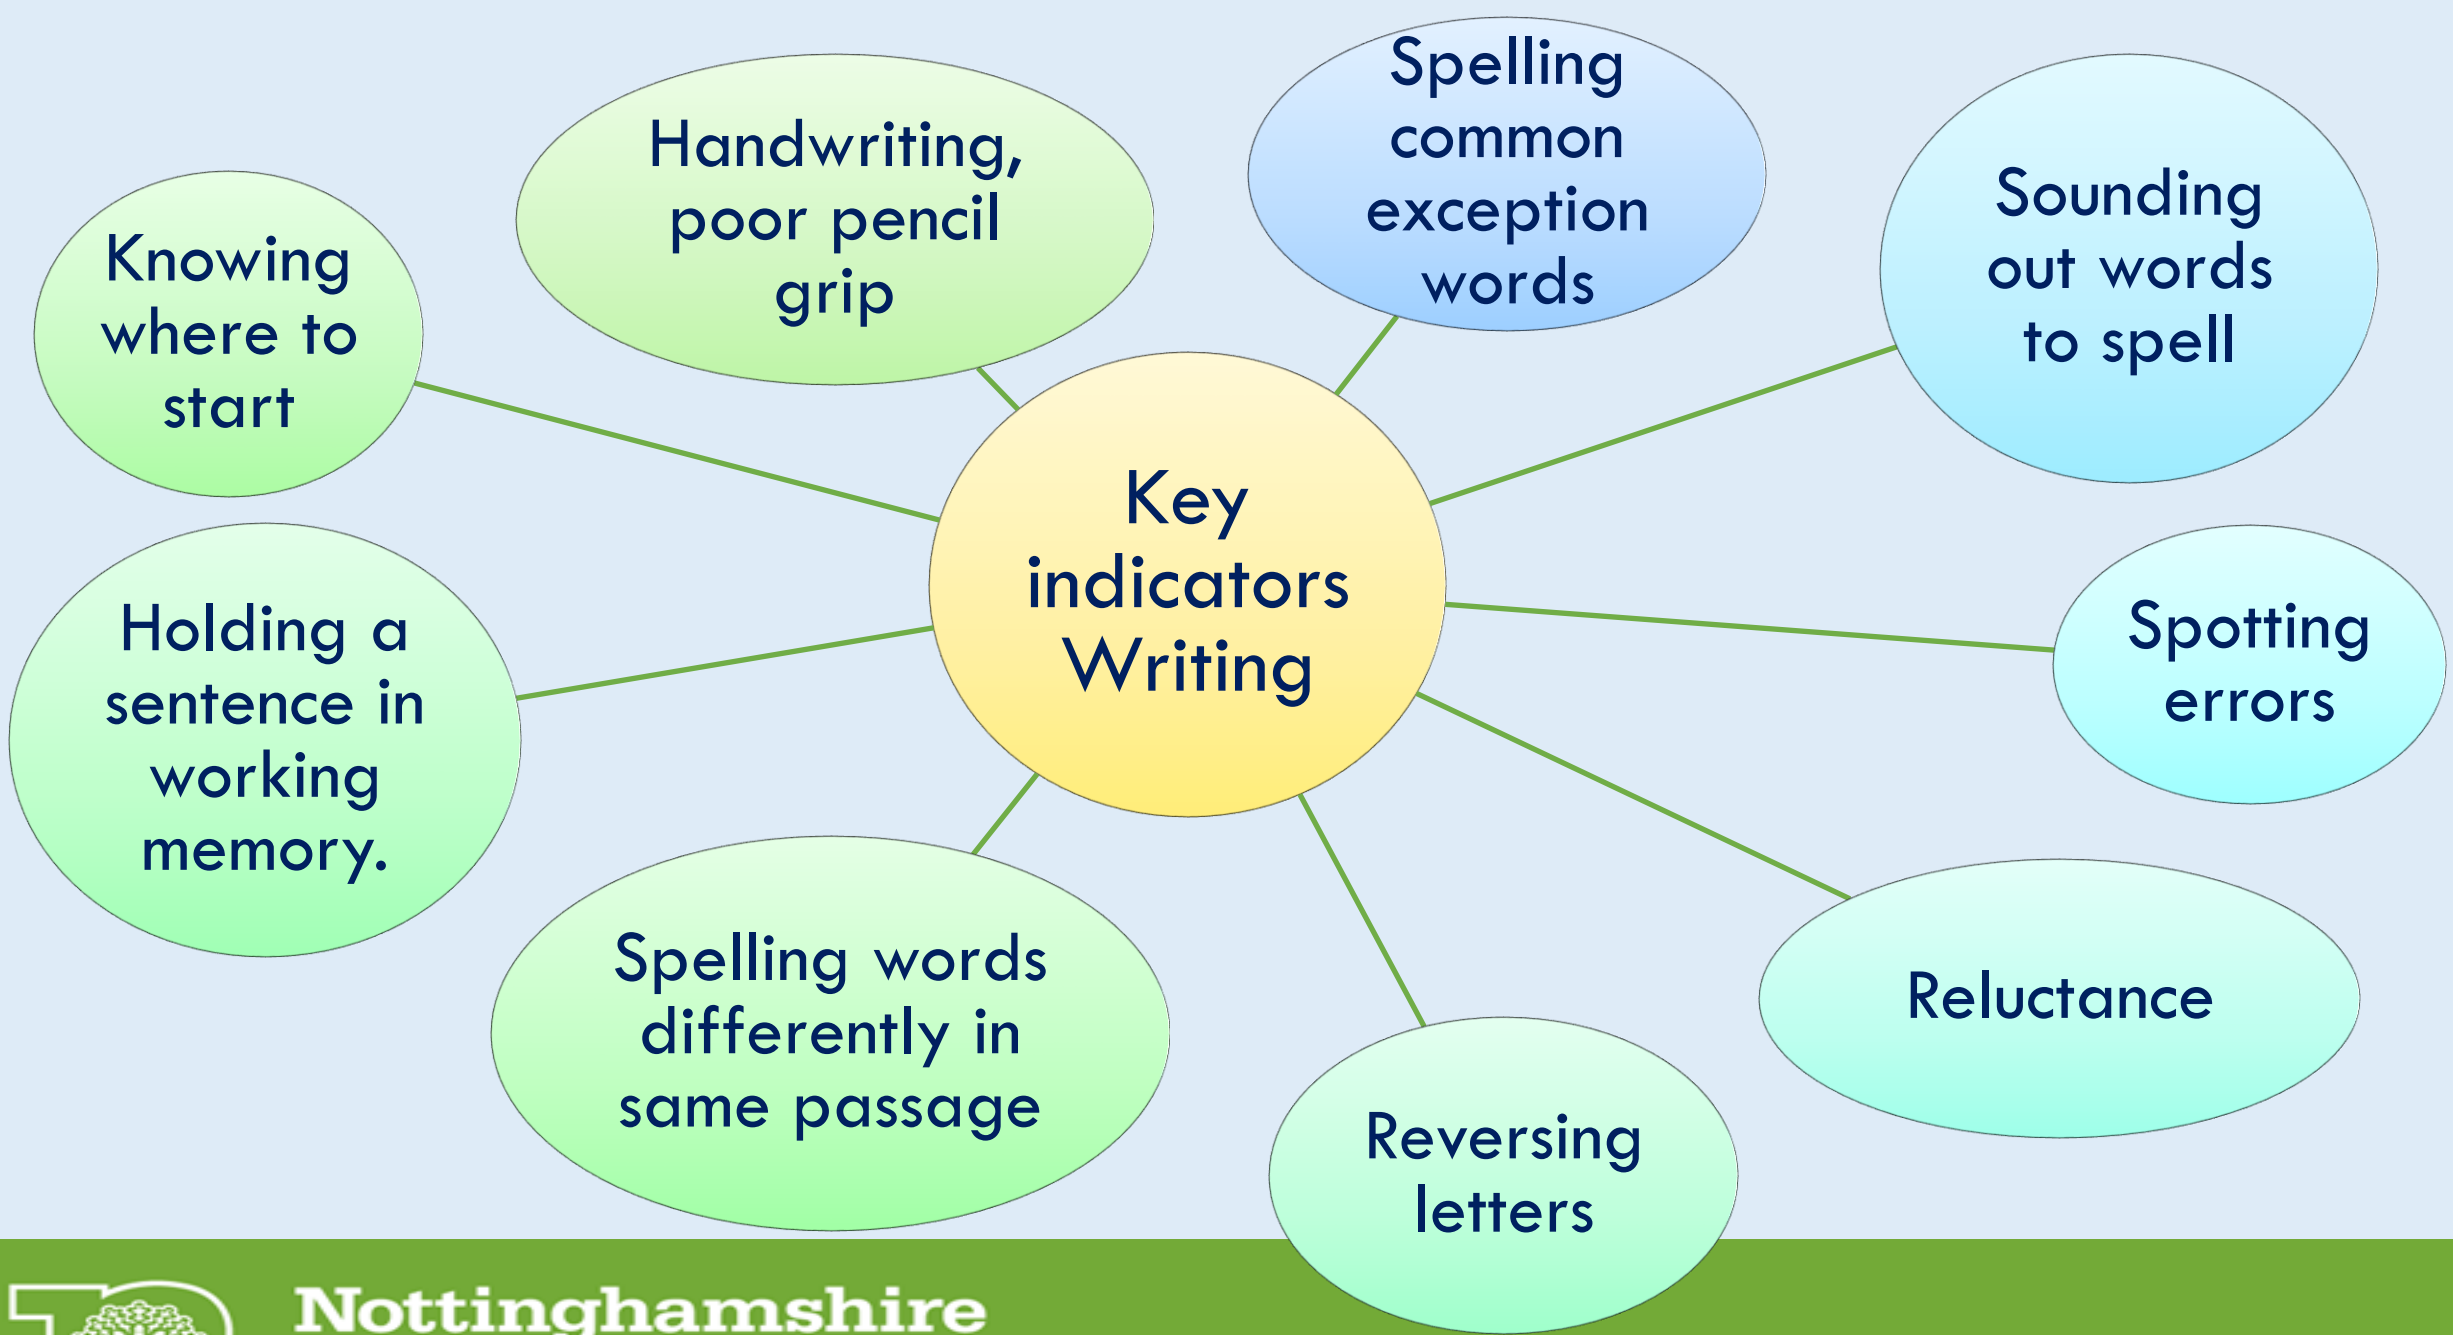 Spelling
common
exception
words
Handwriting,
poor pencil
grip
Sounding
out words
to spell
Knowing
where to
start
Key
indicators
Writing
Holding a
sentence in
working
memory.
Spotting
errors
Spelling words
differently in
same passage
Reluctance
Reversing
letters
Nottinghamshire